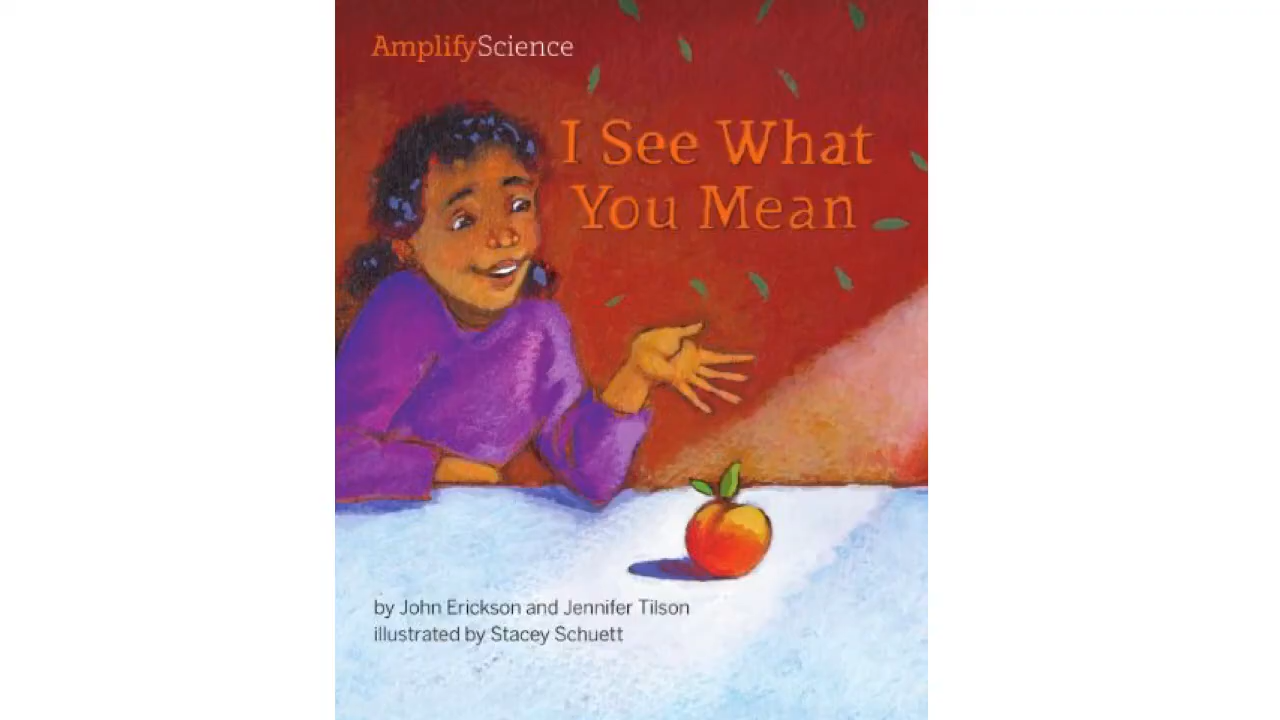 AmplifyScience
I See What
You Mean
by John Erickson and Jennifer Tilson
illustrated by Stacey Schuett